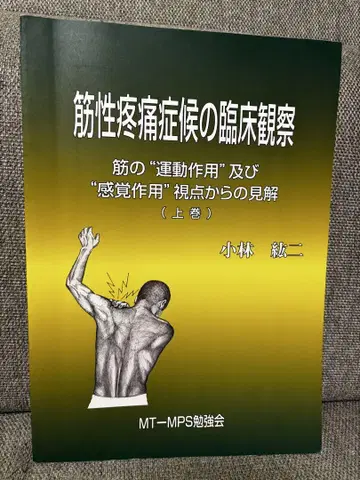 筋性疼痛症候の臨床観察
筋の“運動作用”及び
“感覚作用”視点からの見解
(上巻)
小林 紘二
MT-MPS勉強会